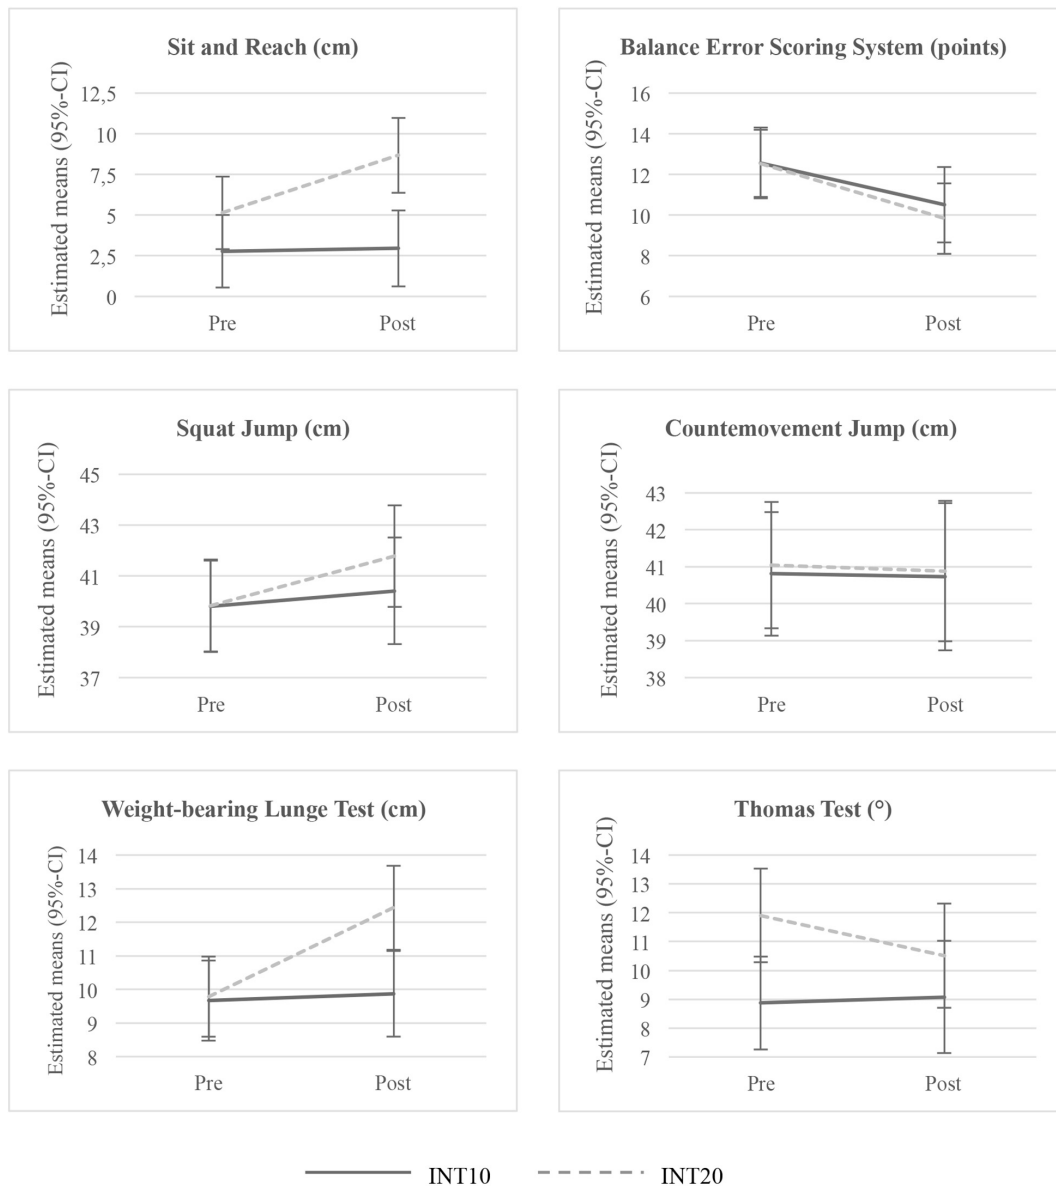 Sit and Reach (cm)
Estimated means (95%-CI)
12,5
10
7,5
5
2,5
0
Pre Post
Balance Error Scoring System (points)
Estimated means (95%-CI)
16
14
12
10
8
6
Pre Post
Squat Jump (cm)
Estimated means (95%-CI)
45
43
41
39
37
Pre Post
Countemovement Jump (cm)
Estimated means (95%-CI)
43
42
41
40
39
38
Pre Post
Weight-bearing Lunge Test (cm)
Estimated means (95%-CI)
14
13
12
11
10
9
8
Pre Post
Thomas Test (°)
Estimated means (95%-CI)
14
13
12
11
10
9
8
7
Pre Post
INT10 INT20